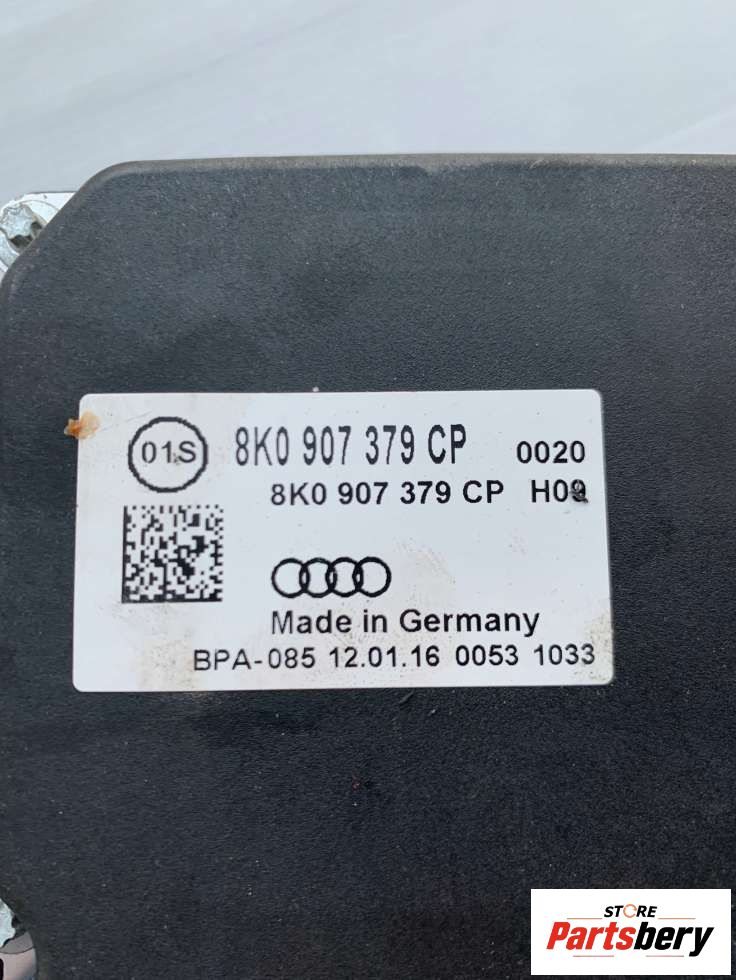 01S 8K0 907 379 CP 0020
8K0 907 379 CP
Made in Germany
BPA-085 12.01.16 0053 1033
STORE
Partsbery